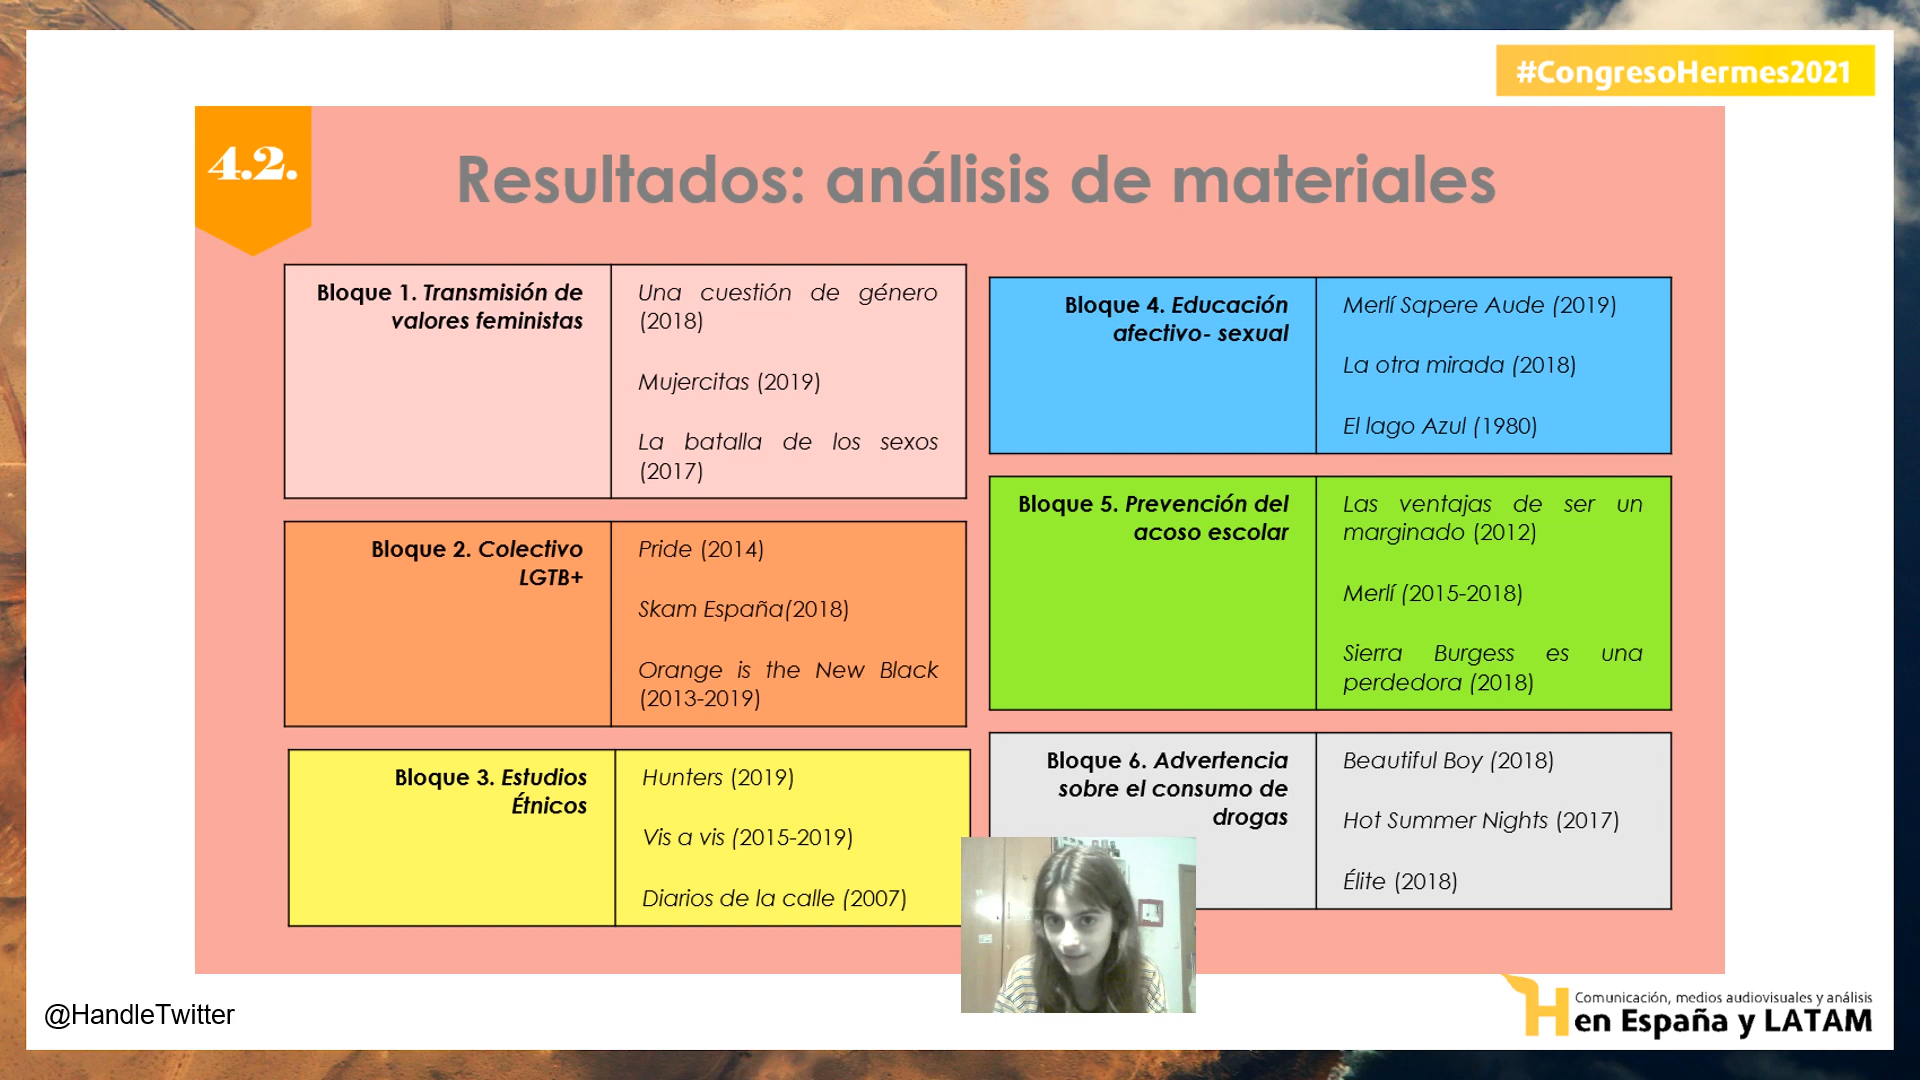 #CongresoHermes2021
4.2.
Resultados: análisis de materiales
Bloque 1. Transmisión de
valores feministas
Una cuestión de género
(2018)
Mujercitas (2019)
La batalla de los sexos
(2017)
Bloque 2. Colectivo
LGTB+
Pride (2014)
Skam España(2018)
Orange is the New Black
(2013-2019)
Bloque 3. Estudios
Étnicos
Hunters (2019)
Vis a vis (2015-2019)
Diarios de la calle (2007)
Bloque 4. Educación
afectivo- sexual
Merlí Sapere Aude (2019)
La otra mirada (2018)
El lago Azul (1980)
Bloque 5. Prevención del
acoso escolar
Las ventajas de ser un
marginado (2012)
Merlí (2015-2018)
Sierra Burgess es una
perdedora (2018)
Bloque 6. Advertencia
sobre el consumo de
drogas
Beautiful Boy (2018)
Hot Summer Nights (2017)
Élite (2018)
@HandleTwitter
H
Comunicación, medios audiovisuales y análisis
en España y LATAM